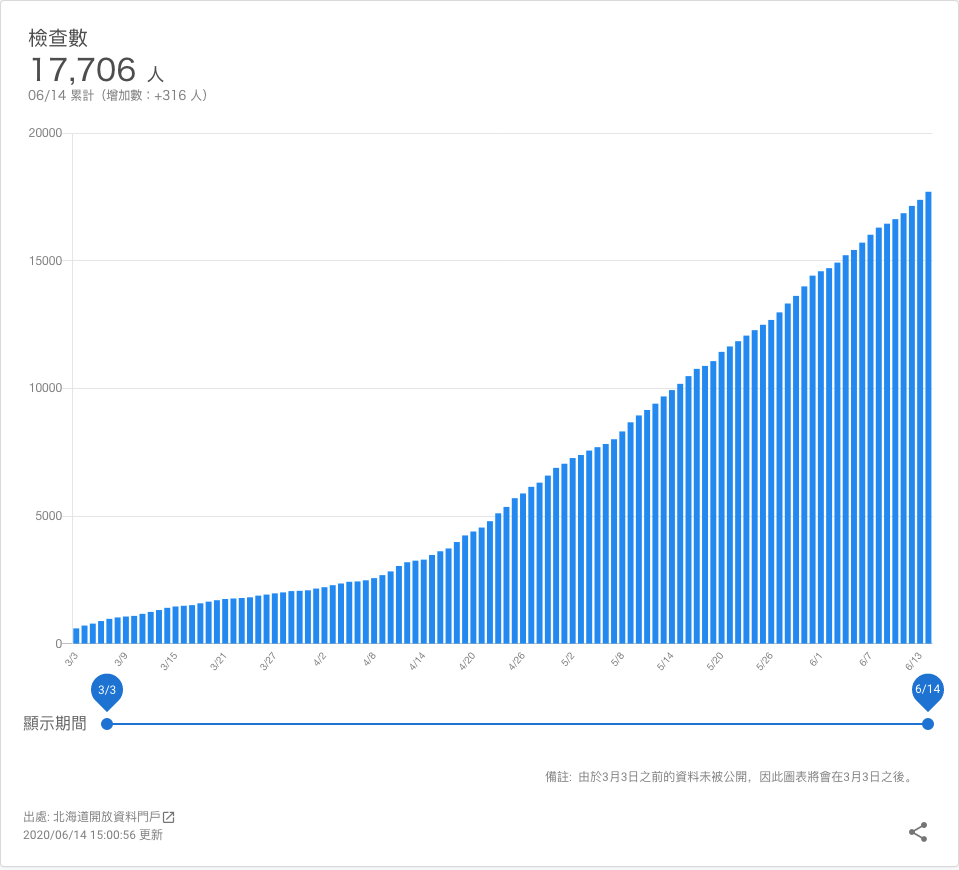 檢查數
17,706 人
06/14 累計（增加數：+316 人）
20000
15000
10000
5000
0
3/3 3/9 3/15 3/21 3/27 4/2 4/8 4/14 4/20 4/26 5/2 5/8 5/14 5/20 5/26 6/1 6/7 6/13
3/3 6/14
顯示期間
備註: 由於3月3日之前的資料未被公開，因此圖表將會在3月3日之後。
出處: 北海道開放資料門戶
2020/06/14 15:00:56 更新